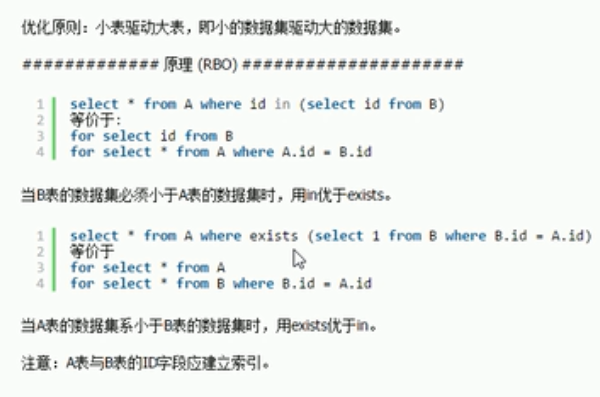 优化原则：小表驱动大表，即小的数据集驱动大的数据集。
############# 原理 (RBO) #####################
1 select * from A where id in (select id from B)
2 等价于:
3 for select id from B
4 for select * from A where A.id = B.id
当B表的数据集必须小于A表的数据集时，用in优于exists。
1 select * from A where exists (select 1 from B where B.id = A.id)
2 等价于
3 for select * from A
4 for select * from B where B.id = A.id
当A表的数据集系小于B表的数据集时，用exists优于in。
注意：A表与B表的ID字段应建立索引。